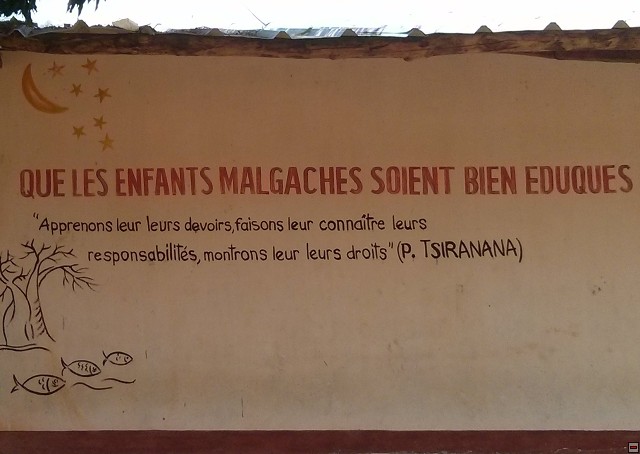 QUE LES ENFANTS MALGACHES SOIENT BIEN EDUQUES
"Apprenons leur leurs devoirs, faisons leur connaître leurs
responsabilités, montrons leur leurs droits" (P. TSIRANANA)